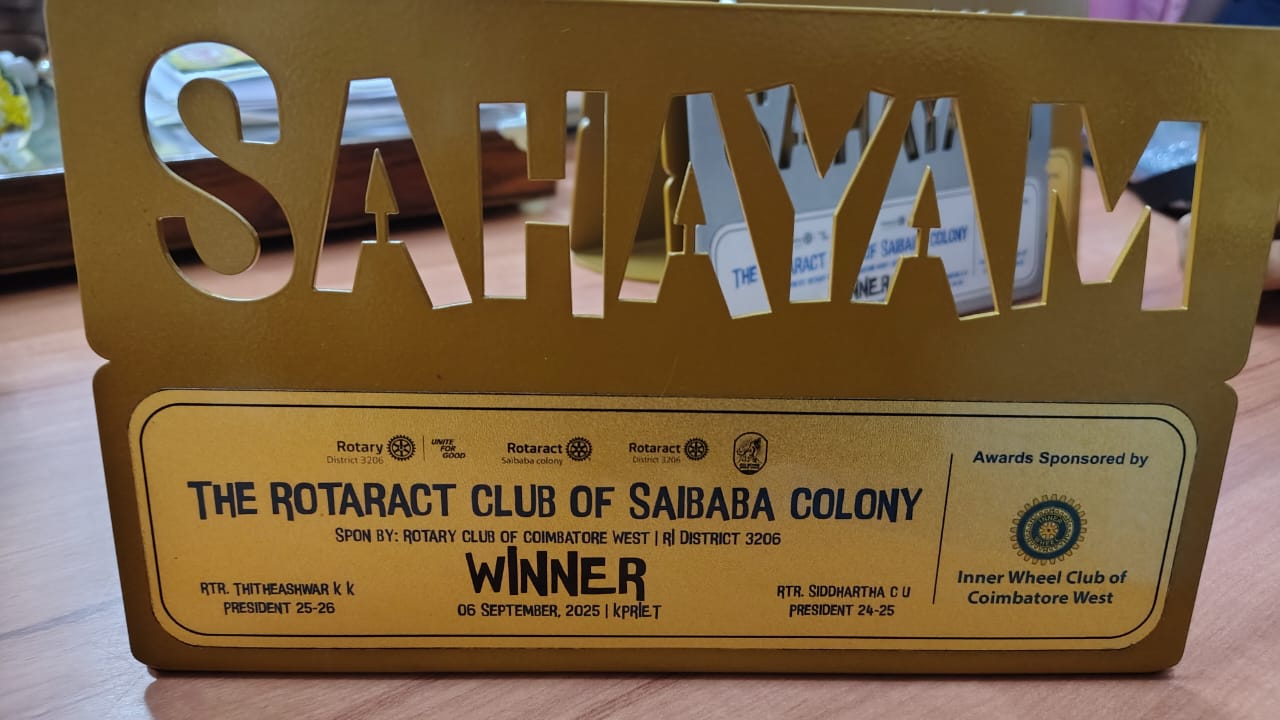 SAHAYAM
Rotary
District 3206
UNITE
FOR
GOOD
Rotaract
Saibaba colony
Rotaract
District 3206
THE ROTARACT CLUB OF SAIBABA COLONY
SPON BY: ROTARY CLUB OF COIMBATORE WEST | RI DISTRICT 3206
WINNER
06 SEPTEMBER, 2025 | KPRIET
RTR. THITHEASHWAR K K
PRESIDENT 25-26
RTR. SIDDHARTHA C U
PRESIDENT 24-25
Awards Sponsored by
INNER
WHEEL
Inner Wheel Club of
Coimbatore West